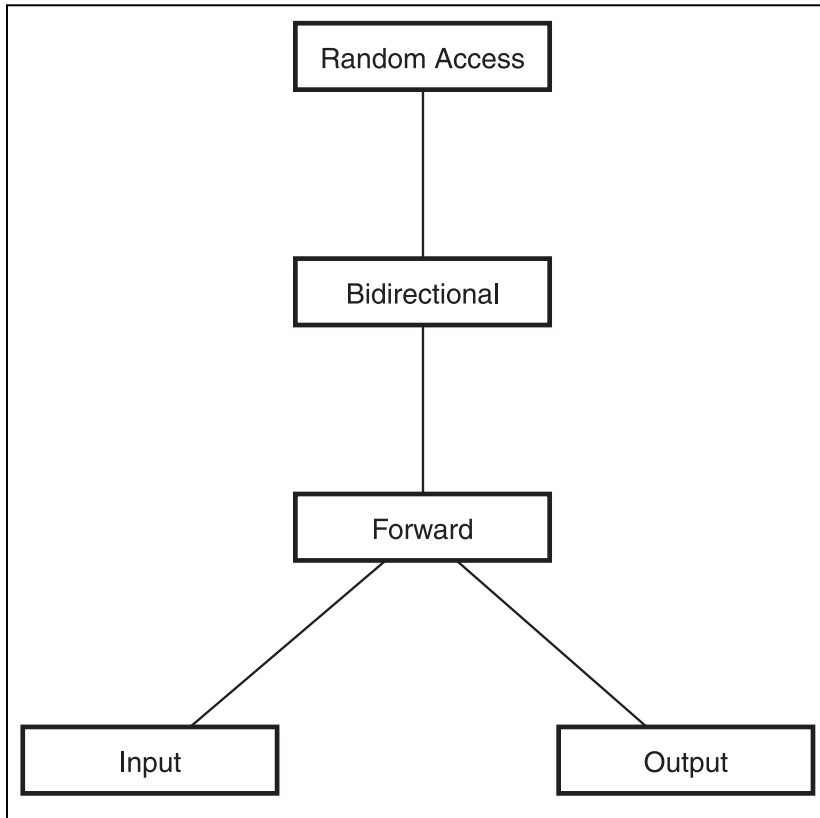 Random Access
Bidirectional
Forward
Input
Output